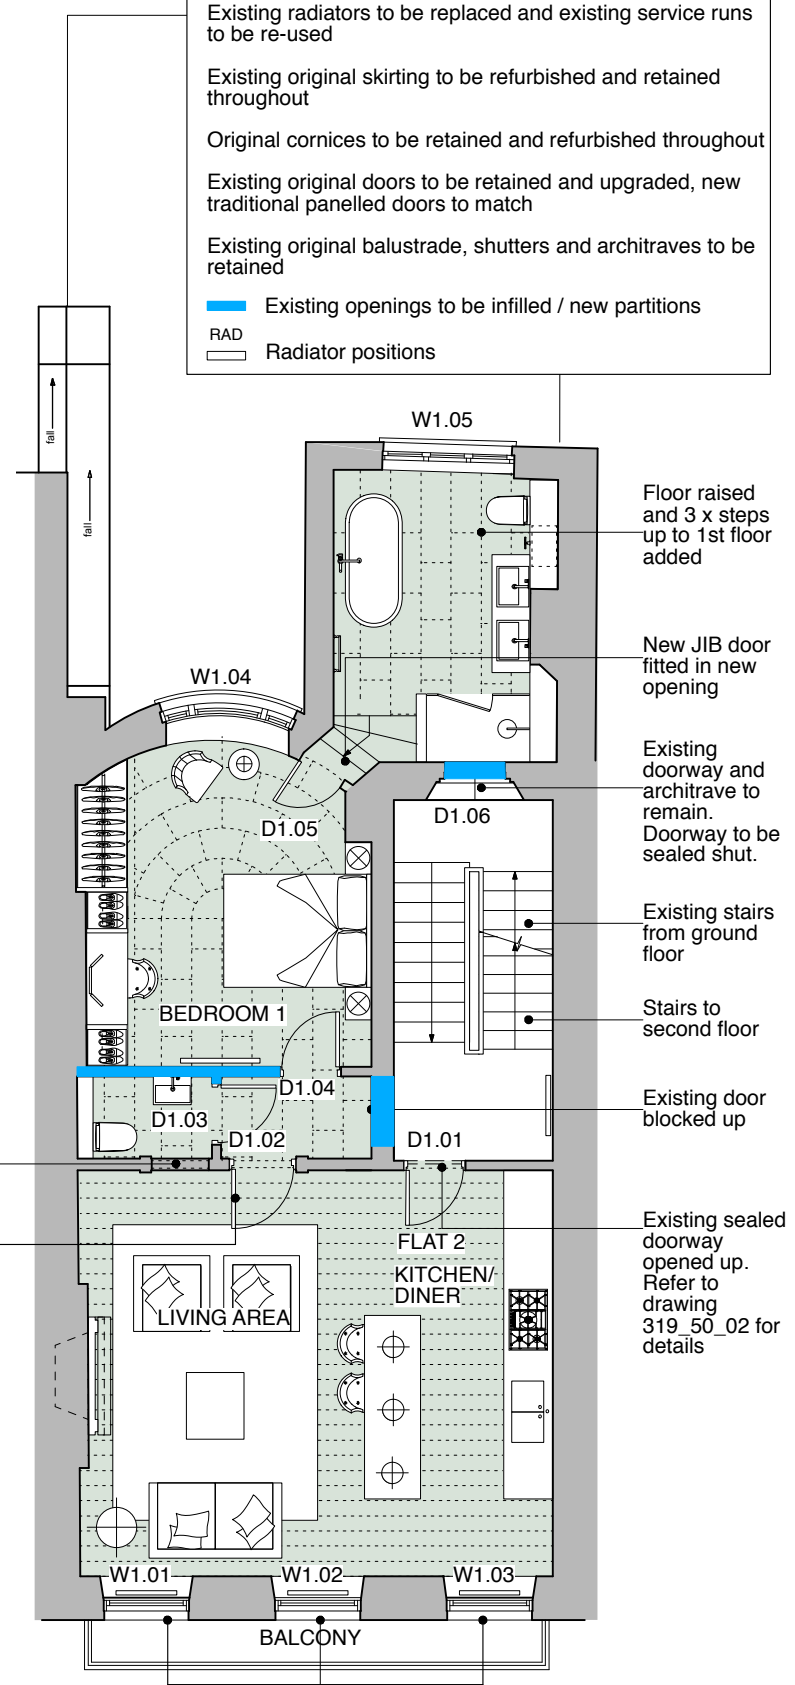 Existing radiators to be replaced and existing service runs
to be re-used
Existing original skirting to be refurbished and retained
throughout
Original cornices to be retained and refurbished throughout
Existing original doors to be retained and upgraded, new
traditional panelled doors to match
Existing original balustrade, shutters and architraves to be
retained
Existing openings to be infilled / new partitions
RAD
Radiator positions
fall
fall
W1.05
Floor raised
and 3 x steps
up to 1st floor
added
New JIB door
fitted in new
opening
W1.04
Existing
doorway and
architrave to
remain.
Doorway to be
sealed shut.
D1.05
D1.06
Existing stairs
from ground
floor
Stairs to
second floor
BEDROOM 1
D1.04
Existing door
blocked up
D1.03
D1.02
D1.01
Existing sealed
doorway
opened up.
Refer to
drawing
319_50_02 for
details
FLAT 2
KITCHEN/
DINER
LIVING AREA
W1.01
W1.02
W1.03
BALCONY